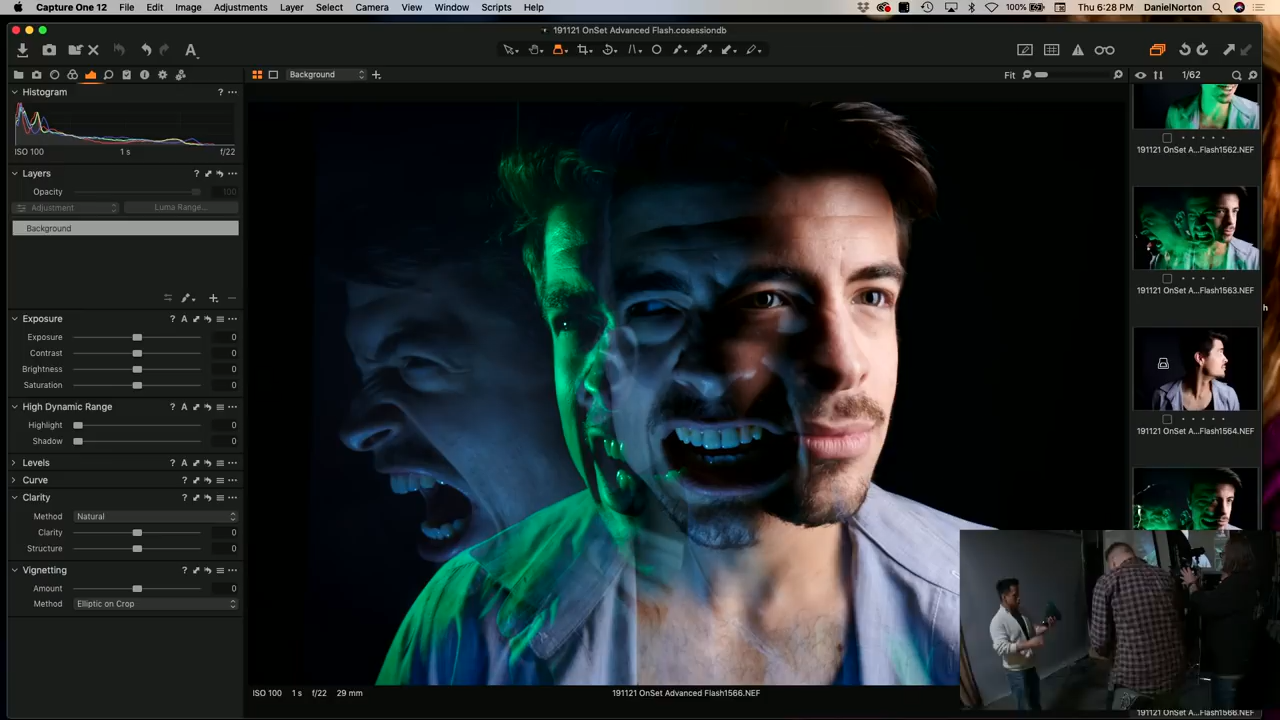 Capture One 12 File Edit Image Adjustments Layer Select Camera View Window Scripts Help 100% Thu 6:28 PM DanielNorton
191121 OnSet Advanced Flash.cosessiondb
Background Fit 1/62
Histogram
ISO 100 1 s f/22
Layers
Opacity 100
Adjustment Luma Range...
Background
Exposure
Exposure 0
Contrast 0
Brightness 0
Saturation 0
High Dynamic Range
Highlight 0
Shadow 0
Levels
Curve
Clarity
Method Natural
Clarity 0
Structure 0
Vignetting
Amount 0
Method Elliptic on Crop
ISO 100 1 s f/22 29 mm
191121 OnSet Advanced Flash1566.NEF
191121 OnSet A...Flash1562.NEF
191121 OnSet A...Flash1563.NEF
191121 OnSet A...Flash1564.NEF
191121 OnSet A...Flash1566.NEF